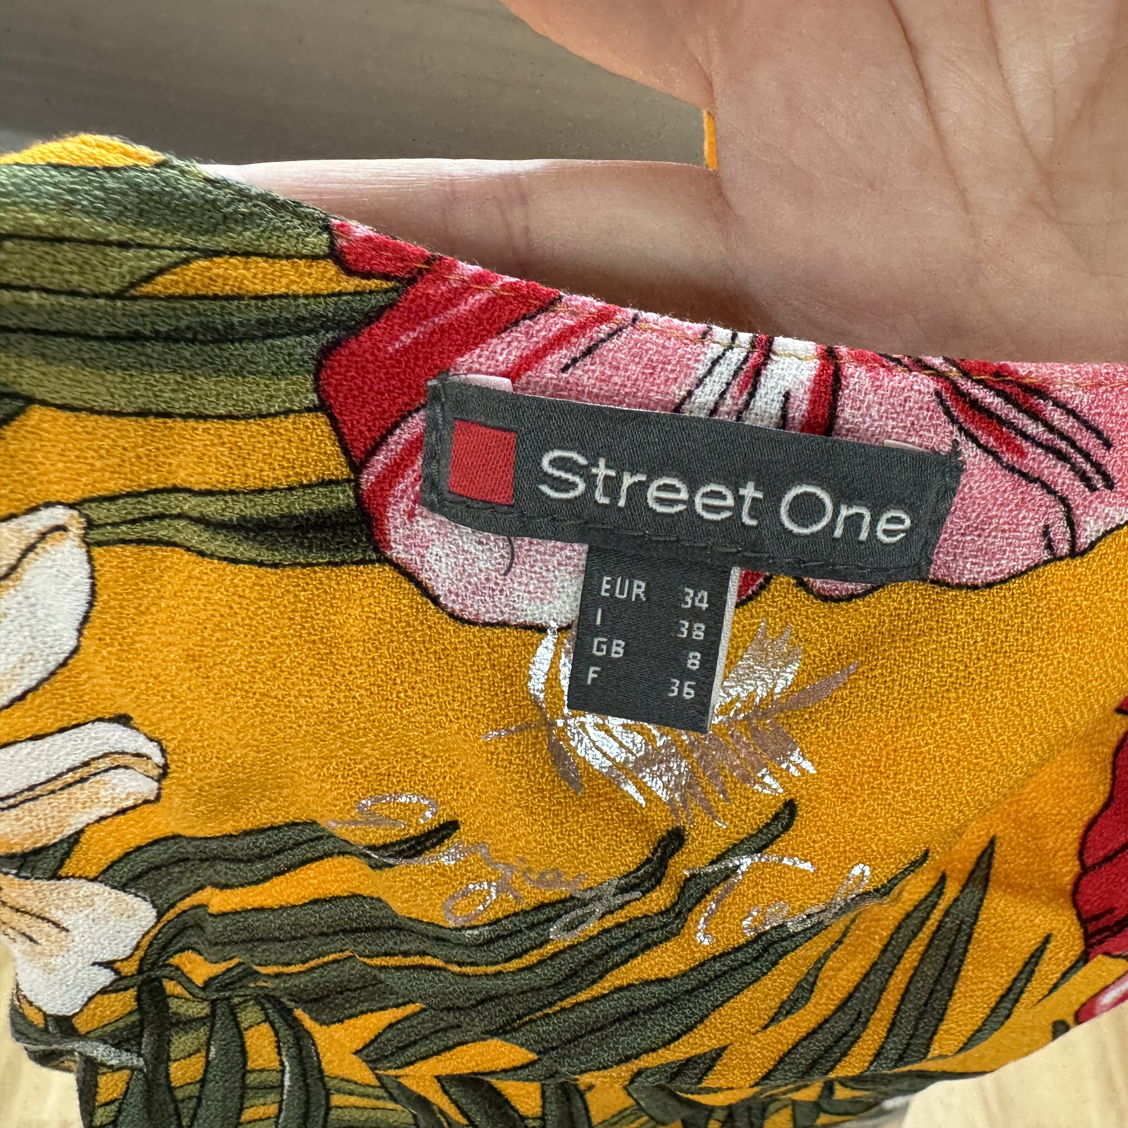 Street One
EUR 34
I 38
GB 8
F 36